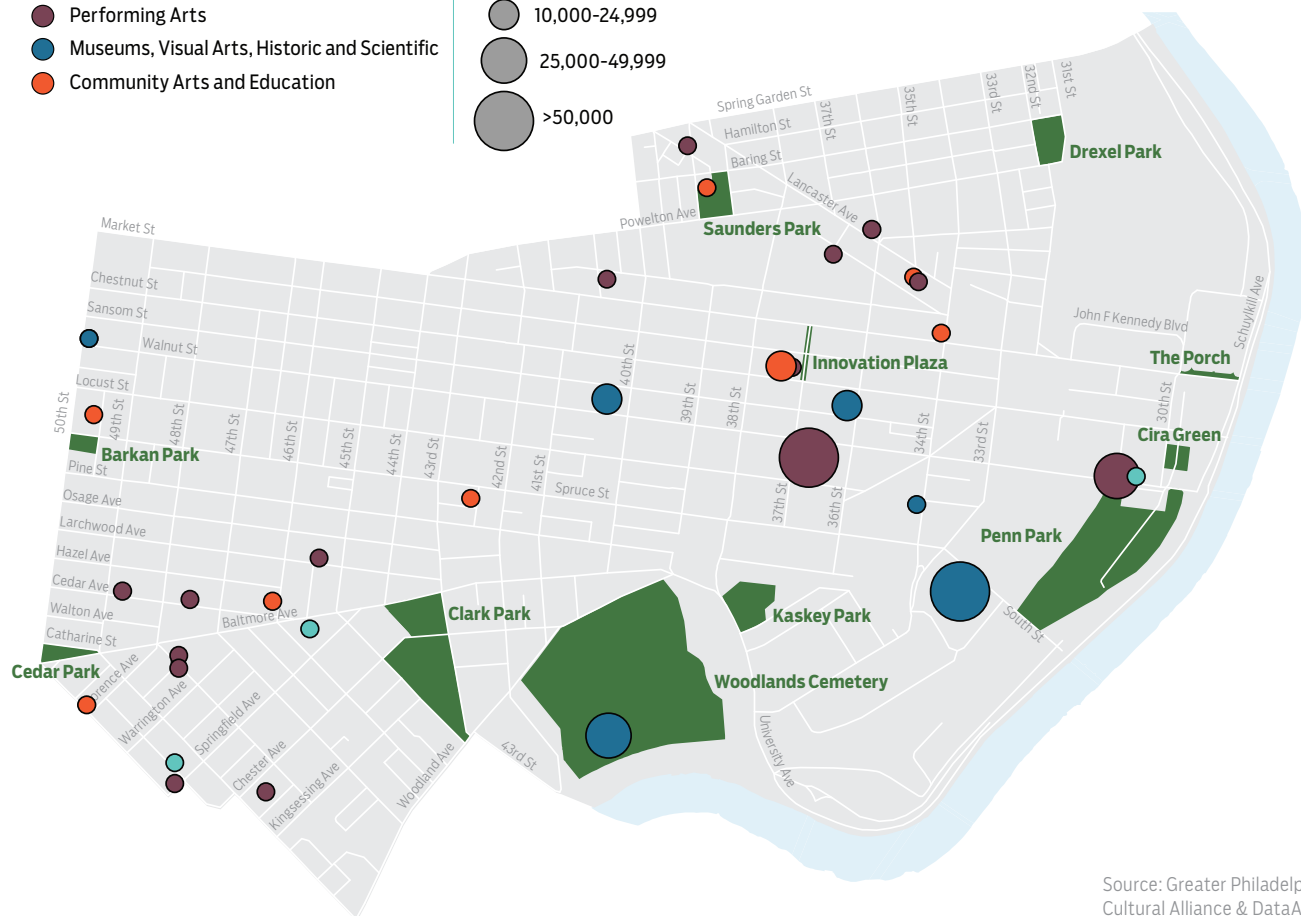 Performing Arts
Museums, Visual Arts, Historic and Scientific
Community Arts and Education
10,000-24,999
25,000-49,999
>50,000
Spring Garden St
Hamilton St
Baring St
37th St
35th St
33rd St
32nd St
31st St
Drexel Park
Lancaster Ave
Powelton Ave
Saunders Park
Market St
Chestnut St
Sansom St
Walnut St
Locust St
John F Kennedy Blvd
Schuylkill Ave
The Porch
Innovation Plaza
40th St
39th St
38th St
34th St
33rd St
30th St
Cira Green
50th St
49th St
48th St
47th St
46th St
45th St
44th St
43rd St
42nd St
41st St
Barkan Park
Pine St
Spruce St
37th St
36th St
Osage Ave
Larchwood Ave
Hazel Ave
Cedar Ave
Walton Ave
Catharine St
Baltmore Ave
Penn Park
Clark Park
Kaskey Park
South St
Cedar Park
Warrington Ave
Springfield Ave
Chester Ave
Kingsessing Ave
Woodland Ave
43rd St
Woodlands Cemetery
University Ave
Source: Greater Philadelp
Cultural Alliance & DataA